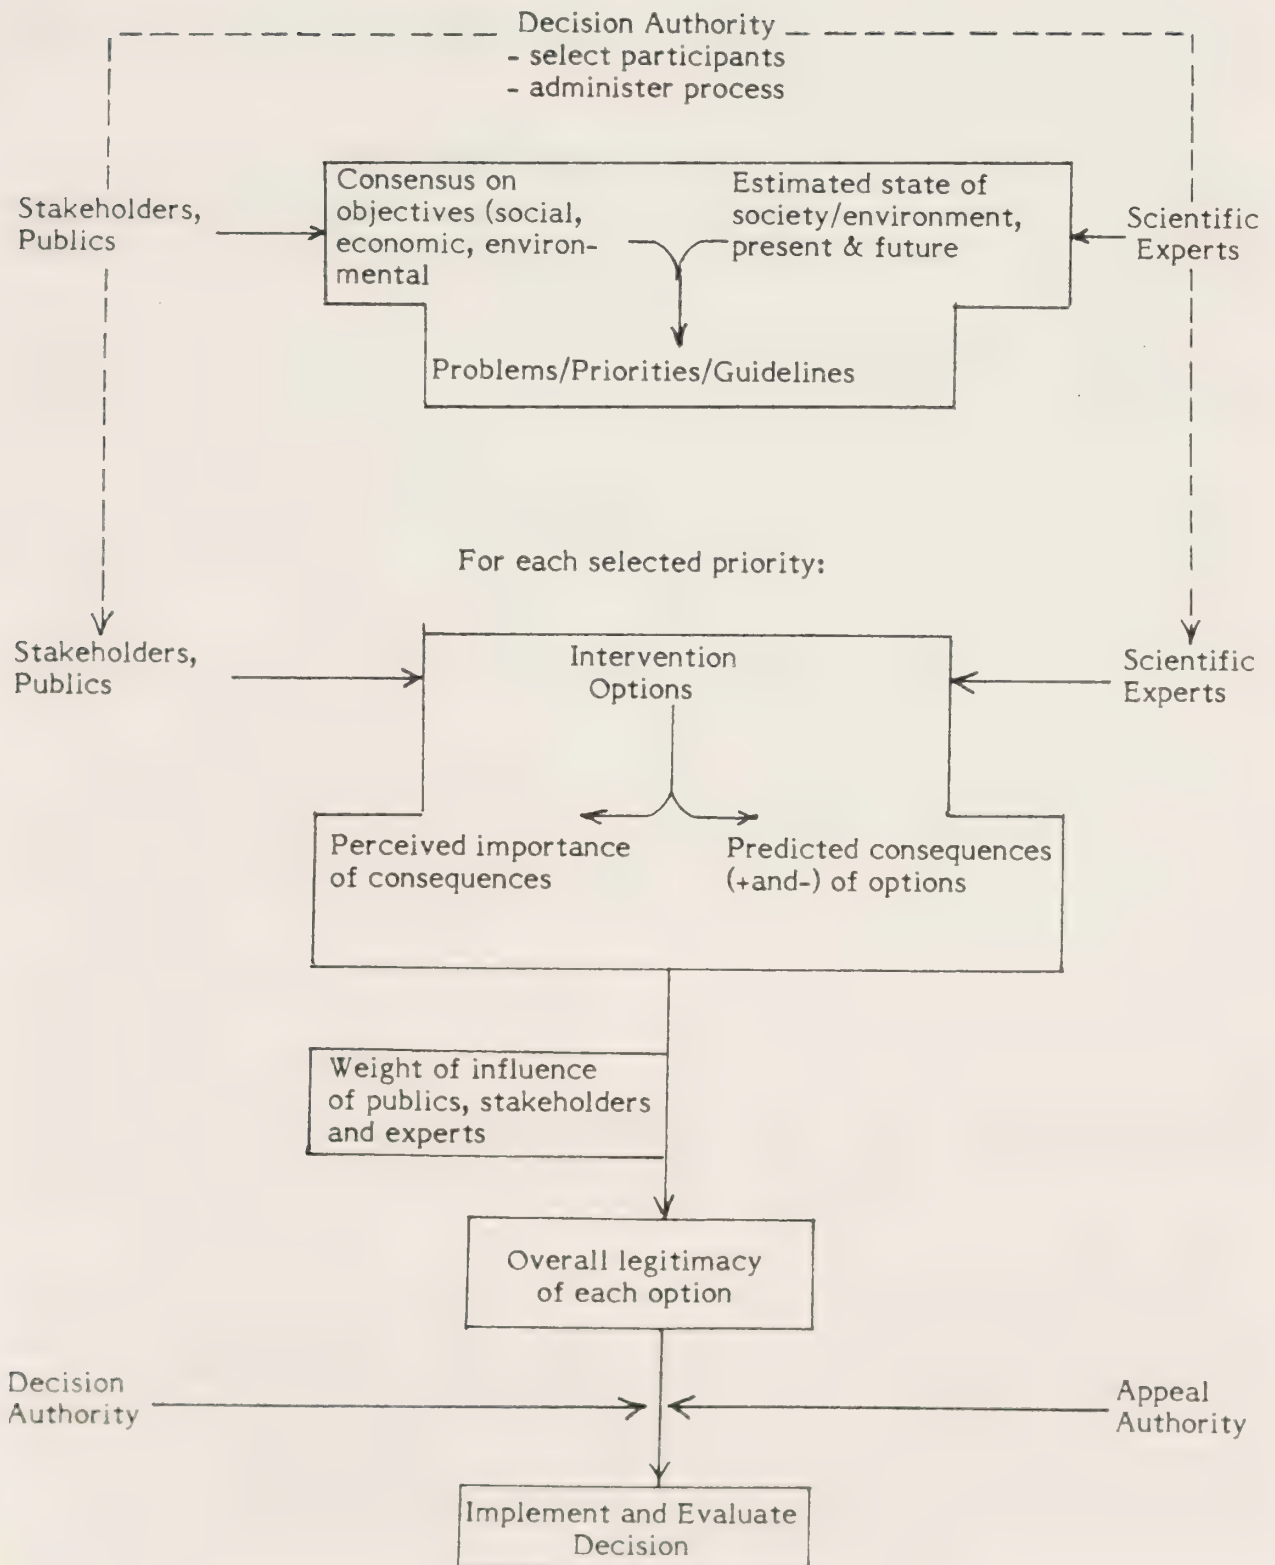 Decision Authority
- select participants
- administer process
Stakeholders,
Publics
Consensus on
objectives (social,
economic, environ-
mental
Estimated state of
society/environment,
present & future
Scientific
Experts
Problems/Priorities/Guidelines
For each selected priority:
Stakeholders,
Publics
Intervention
Options
Scientific
Experts
Perceived importance
of consequences
Predicted consequences
(+and-) of options
Weight of influence
of publics, stakeholders
and experts
Overall legitimacy
of each option
Decision
Authority
Appeal
Authority
Implement and Evaluate
Decision